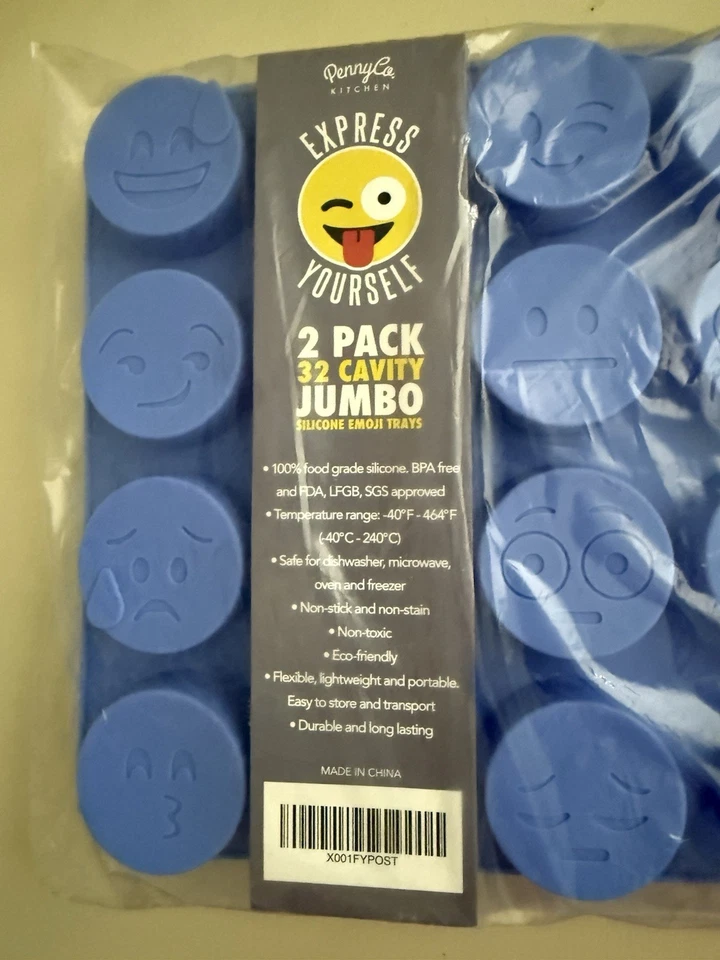 PennyCo.
KITCHEN
EXPRESS
YOURSELF
2 PACK
32 CAVITY
JUMBO
SILICONE EMOJI TRAYS
• 100% food grade silicone. BPA free
and FDA, LFGB, SGS approved
• Temperature range: -40°F - 464°F
(-40°C - 240°C)
• Safe for dishwasher, microwave,
oven and freezer
• Non-stick and non-stain
• Non-toxic
• Eco-friendly
• Flexible, lightweight and portable.
Easy to store and transport
• Durable and long lasting
MADE IN CHINA
X001FYPOST